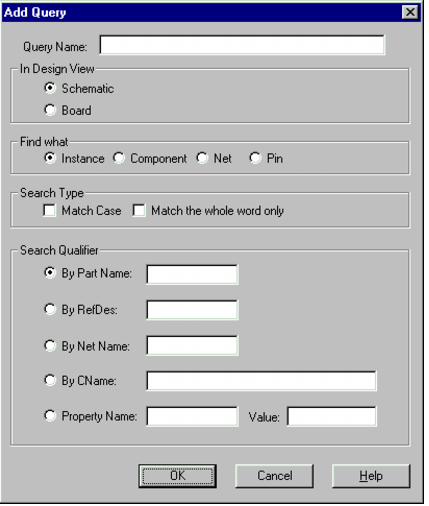 Add Query
Query Name:
In Design View
Schematic
Board
Find what
Instance Component Net Pin
Search Type
Match Case Match the whole word only
Search Qualifier
By Part Name:
By RefDes:
By Net Name:
By CName:
Property Name: Value:
OK Cancel Help